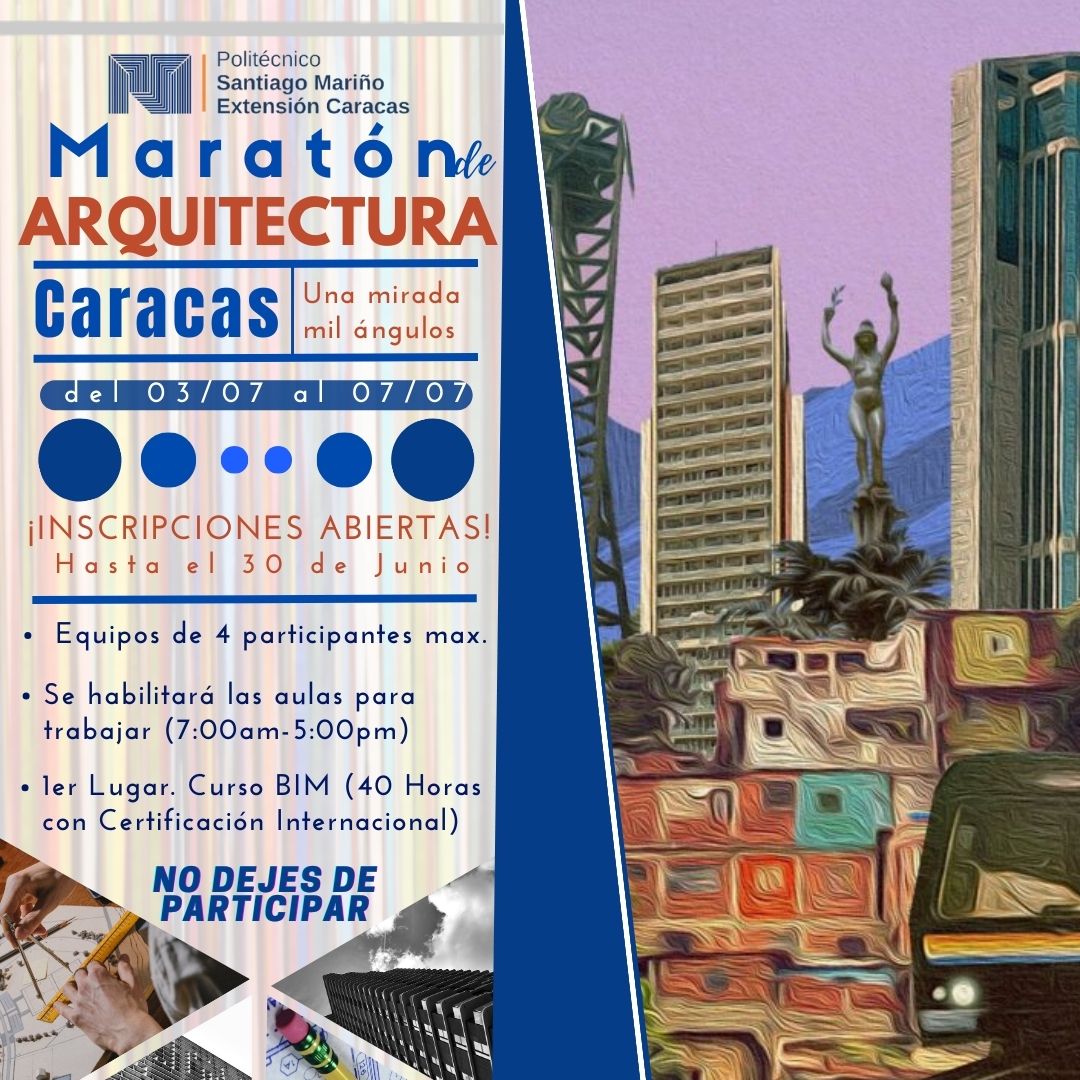 Politécnico
Santiago Mariño
Extensión Caracas
Maratón de
ARQUITECTURA
Caracas
Una mirada
mil ángulos
del 03/07 al 07/07
¡INSCRIPCIONES ABIERTAS!
Hasta el 30 de Junio
• Equipos de 4 participantes max.
• Se habilitará las aulas para
trabajar (7:00am-5:00pm)
• 1er Lugar. Curso BIM (40 Horas
con Certificación Internacional)
NO DEJES DE
PARTICIPAR